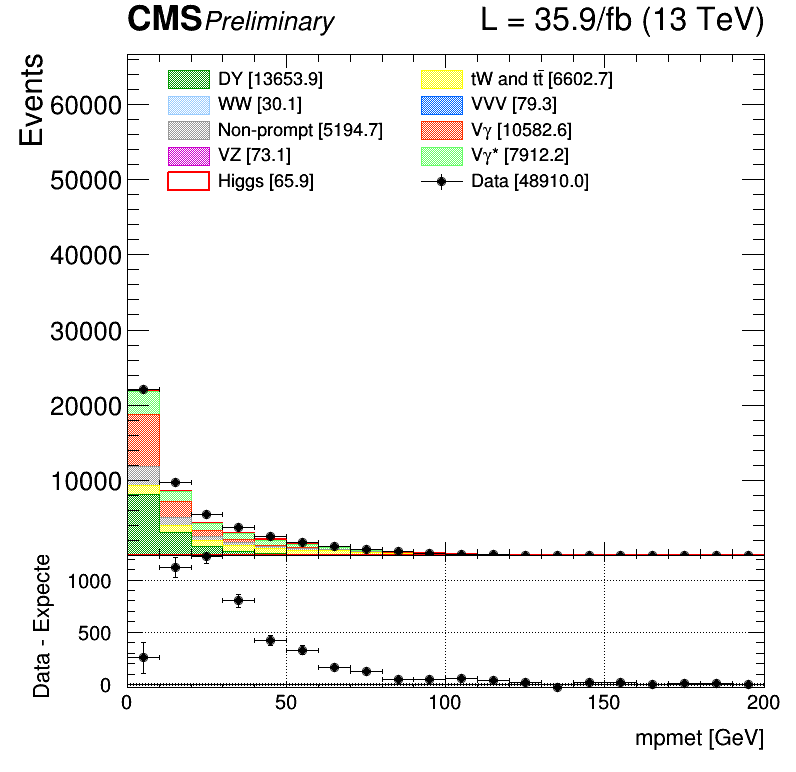 CMS Preliminary L = 35.9/fb (13 TeV)
Events
DY [13653.9] tW and tt̄ [6602.7]
WW [30.1] VVV [79.3]
Non-prompt [5194.7] Vγ [10582.6]
VZ [73.1] Vγ* [7912.2]
Higgs [65.9] Data [48910.0]
60000
50000
40000
30000
20000
10000
Data - Expecte
1000
500
0
0 50 100 150 200
mpmet [GeV]